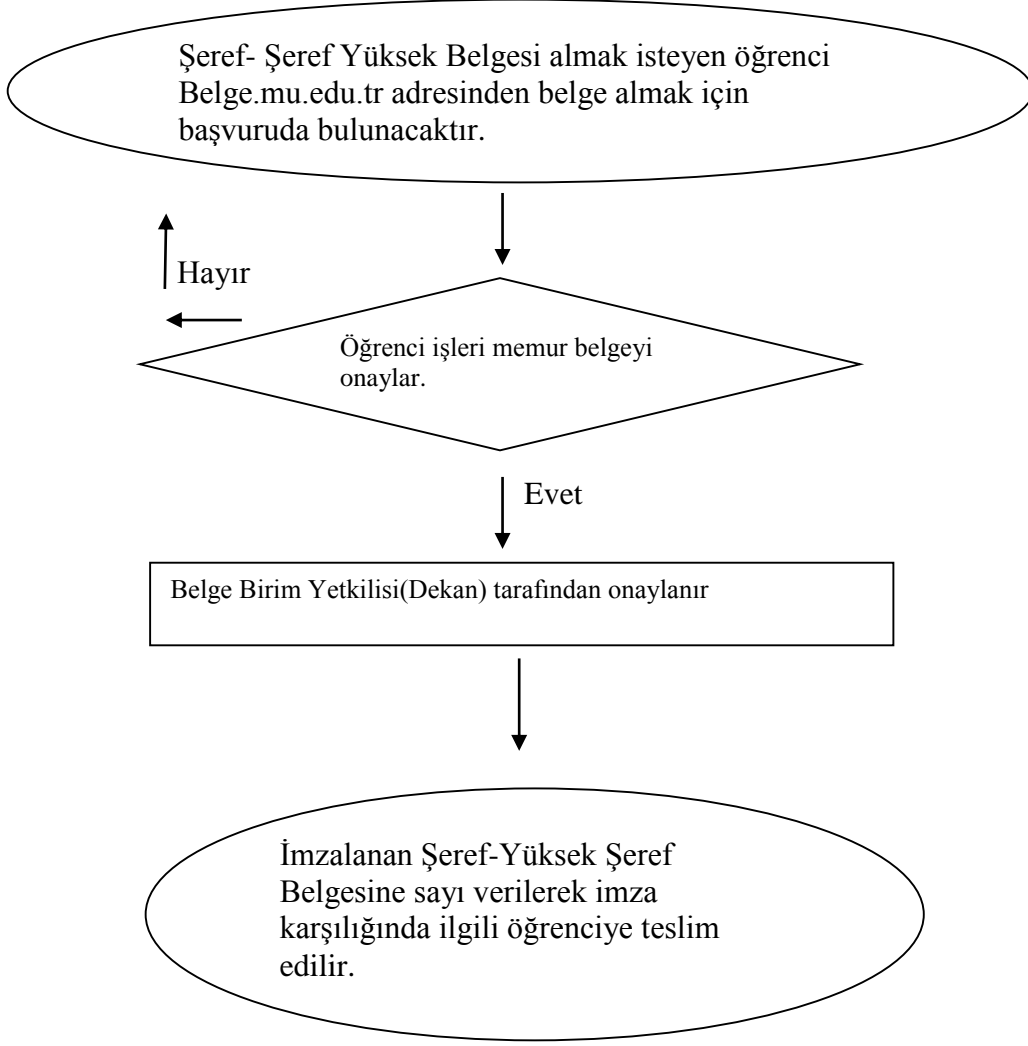 Şeref- Şeref Yüksek Belgesi almak isteyen öğrenci
Belge.mu.edu.tr adresinden belge almak için
başvuruda bulunacaktır.
Hayır
Öğrenci işleri memur belgeyi
onaylar.
Evet
Belge Birim Yetkilisi(Dekan) tarafından onaylanır
İmzalanan Şeref-Yüksek Şeref
Belgesine sayı verilerek imza
karşılığında ilgili öğrenciye teslim
edilir.